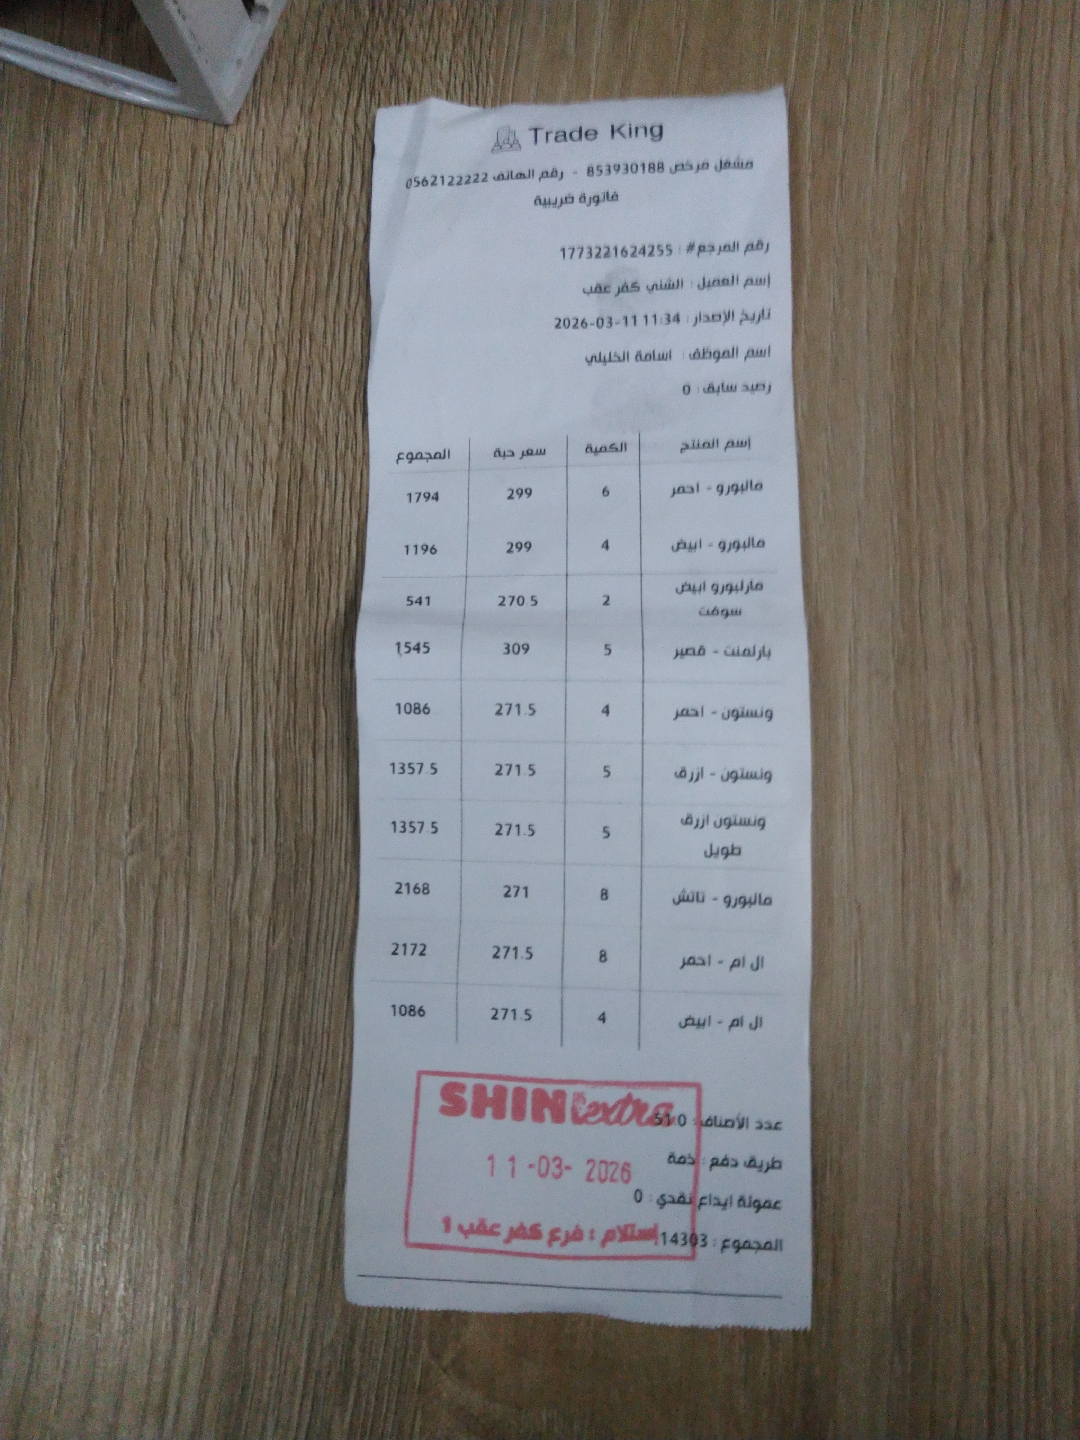 Trade King
مشغل مرخص 853930188 - رقم الهاتف 0562122222
فاتورة ضريبية
رقم المرجع# : 1773221624255
إسم العميل : الشني كفر عقب
تاريخ الإصدار : 2026-03-11 11:34
اسم الموظف : اسامة الخليلي
رصيد سابق : 0
إسم المنتج الكمية سعر حبة المجموع
مالبورو - احمر 6 299 1794
مالبورو - ابيض 4 299 1196
مارلبورو ابيض سوفت 2 270.5 541
بارلمنت - قصير 5 309 1545
ونستون - احمر 4 271.5 1086
ونستون - ازرق 5 271.5 1357.5
ونستون ازرق طويل 5 271.5 1357.5
مالبورو - تاتش 8 271 2168
ال ام - احمر 8 271.5 2172
ال ام - ابيض 4 271.5 1086
عدد الأصناف : 51.0
طريق دفع : ذمة
عمولة ايداع نقدي : 0
المجموع : 14303
SHINI extra
11-03-2026
إستلام : فرع كفر عقب 1